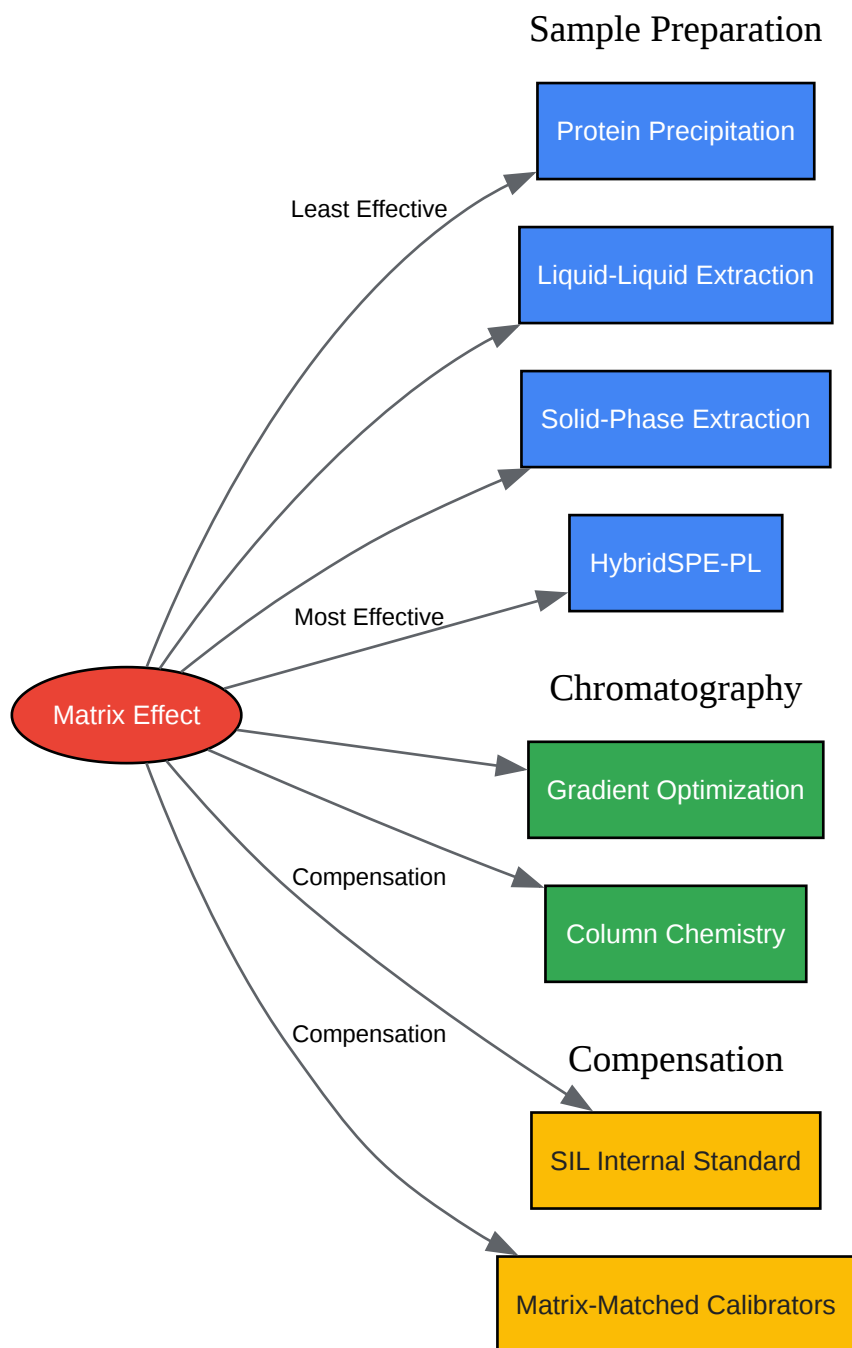 Sample Preparation
Protein Precipitation
Least Effective
Liquid-Liquid Extraction
Solid-Phase Extraction
HybridSPE-PL
Most Effective
Chromatography
Matrix Effect
Gradient Optimization
Compensation
Column Chemistry
Compensation
Compensation
SIL Internal Standard
Matrix-Matched Calibrators